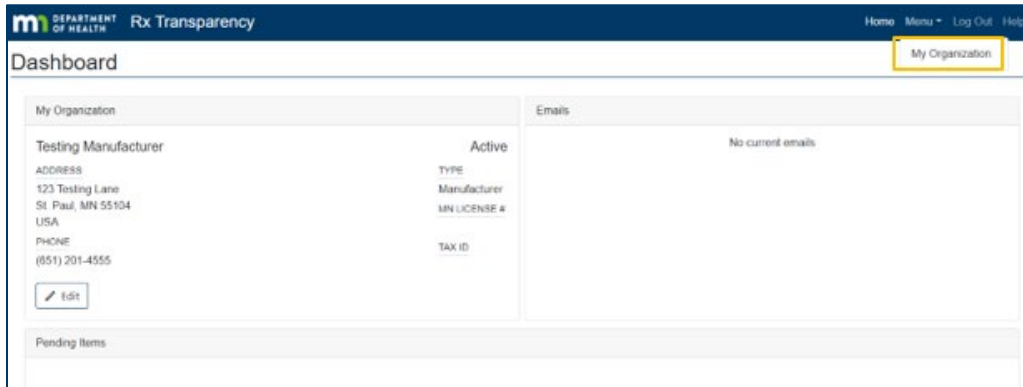 DEPARTMENT
OF HEALTH
Rx Transparency
Home Menu Log Out Help
My Organization
Dashboard
My Organization
Testing Manufacturer
Active
ADDRESS
123 Testing Lane
St. Paul, MN 55104
USA
PHONE
(651) 201-4555
TYPE
Manufacturer
MN LICENSE #
TAX ID
Edit
Emails
No current emails
Pending Items